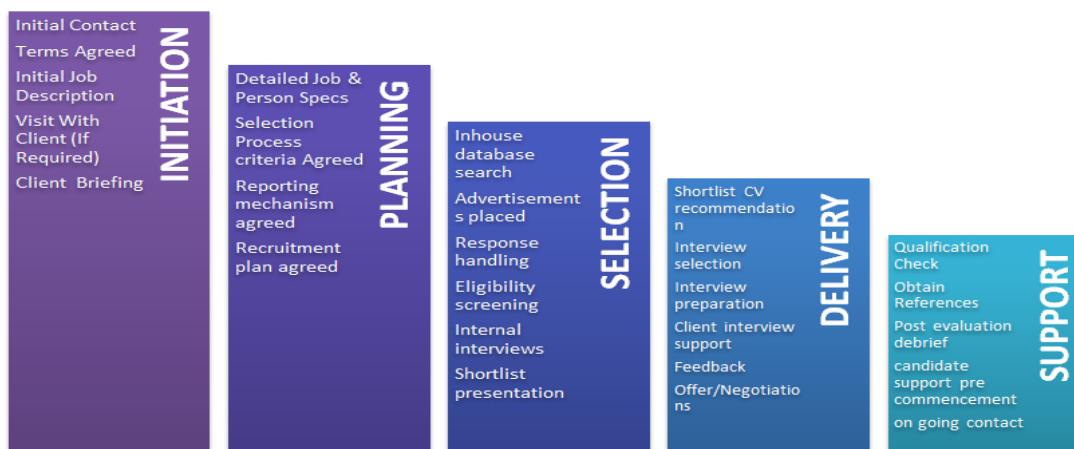 Initial Contact
Terms Agreed
Initial Job
Description
Visit With
Client (If
Required)
Client Briefing
INITIATION
Detailed Job &
Person Specs
Selection
Process
criteria Agreed
Reporting
mechanism
agreed
Recruitment
plan agreed
PLANNING
Inhouse
database
search
Advertisement
s placed
Response
handling
Eligibility
screening
Internal
interviews
Shortlist
presentation
SELECTION
Shortlist CV
recommendatio
n
Interview
selection
Interview
preparation
Client interview
support
Feedback
Offer/Negotiatio
ns
DELIVERY
Qualification
Check
Obtain
References
Post evaluation
debrief
candidate
support pre
commencement
on going contact
SUPPORT